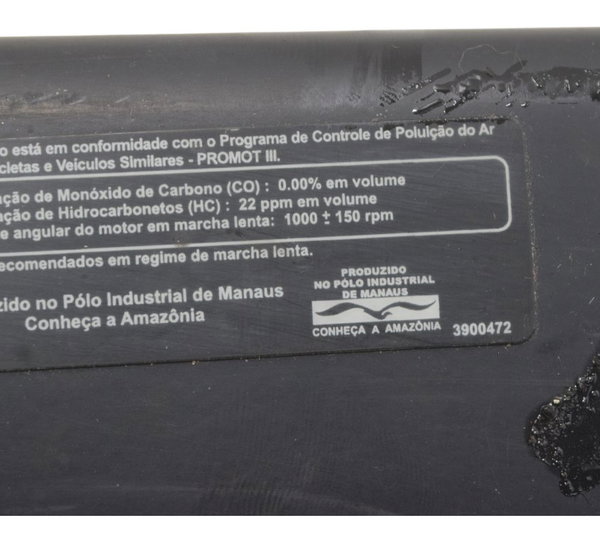 está em conformidade com o Programa de Controle de Poluição do Ar
e Veículos Similares - PROMOT III.
de Monóxido de Carbono (CO) : 0.00% em volume
de Hidrocarbonetos (HC) : 22 ppm em volume
angular do motor em marcha lenta: 1000 ± 150 rpm
ecomendados em regime de marcha lenta.
zido no Pólo Industrial de Manaus
Conheça a Amazônia
PRODUZIDO
NO PÓLO INDUSTRIAL
DE MANAUS
CONHEÇA A AMAZÔNIA
3900472